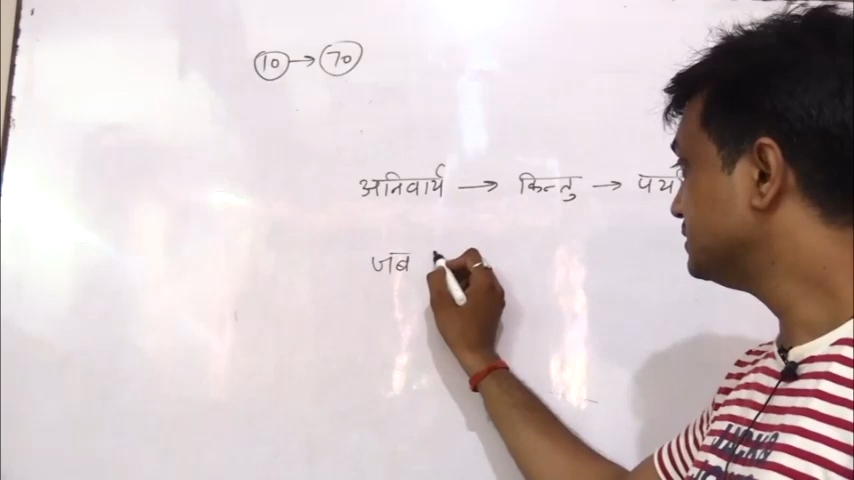 10 → 70
अनिवार्य → किन्तु →
जब